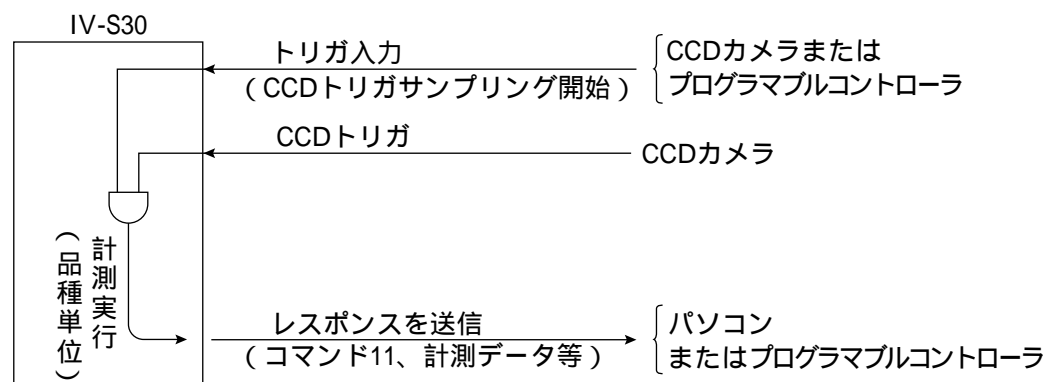 IV-S30
トリガ入力
（CCDトリガサンプリング開始）
CCDカメラまたは
プログラマブルコントローラ
CCDトリガ
CCDカメラ
計測実行
（品種単位）
レスポンスを送信
（コマンド11、計測データ等）
パソコン
またはプログラマブルコントローラ